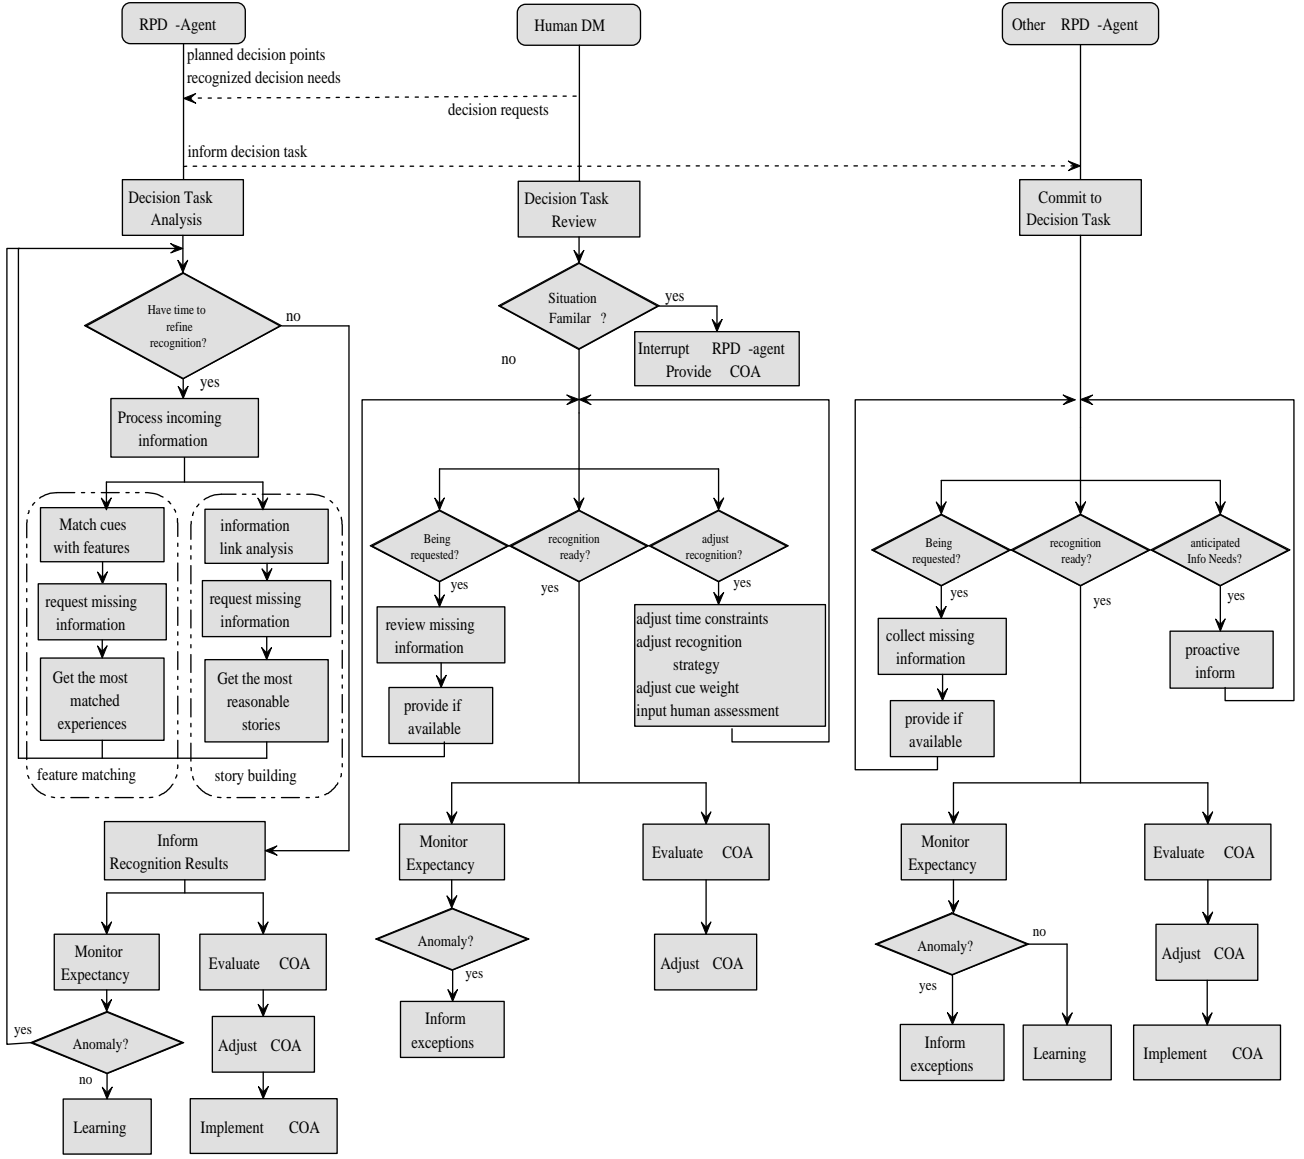 RPD -Agent
planned decision points
recognized decision needs
inform decision task
Decision Task
Analysis
Have time to
refine
recognition?
no
yes
Process incoming
information
Match cues
with features
request missing
information
Get the most
matched
experiences
feature matching
information
link analysis
request missing
information
Get the most
reasonable
stories
story building
Inform
Recognition Results
Monitor
Expectancy
Anomaly?
yes
no
Learning
Evaluate COA
Adjust COA
Implement COA
Human DM
decision requests
Decision Task
Review
Situation
Familar ?
yes
Interrupt RPD -agent
Provide COA
no
Being
requested?
yes
review missing
information
provide if
available
recognition
ready?
yes
adjust
recognition?
yes
adjust time constraints
adjust recognition
strategy
adjust cue weight
input human assessment
Monitor
Expectancy
Anomaly?
yes
Inform
exceptions
Evaluate COA
Adjust COA
Other RPD -Agent
Commit to
Decision Task
Being
requested?
yes
collect missing
information
provide if
available
recognition
ready?
yes
anticipated
Info Needs?
yes
proactive
inform
Monitor
Expectancy
Anomaly?
no
yes
Inform
exceptions
Learning
Evaluate COA
Adjust COA
Implement COA